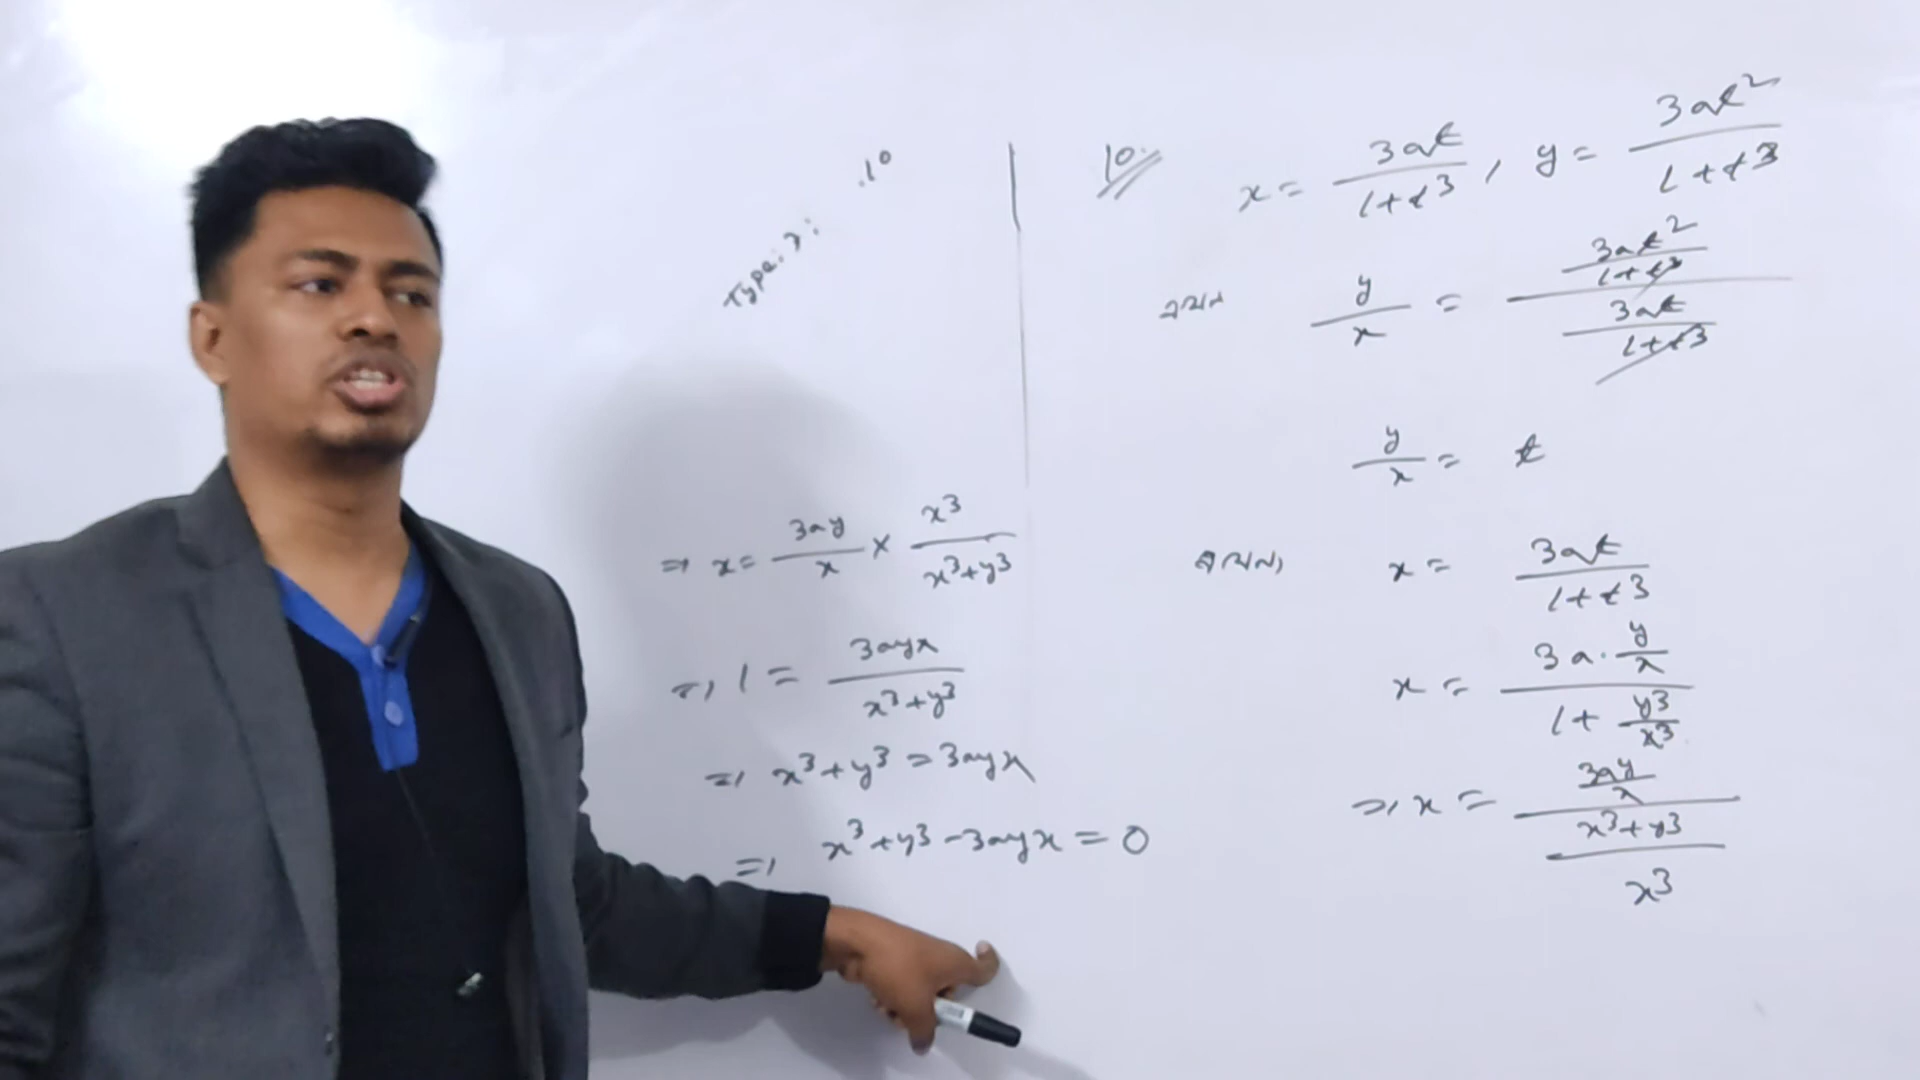 Type: ২: .10
10. x = 3at/(1+t3) , y = 3at²/(1+t3)
এখন y/x = (3at²/(1+t³))/(3at/(1+t3))
y/x = t
এখন, x = 3at/(1+t3)
x = (3a.y/x)/(1+y3/x3)
⇒ x = (3ay/x)/((x³+y3)/x3)
⇒ x = 3ay/x × x3/(x³+y3)
⇒ 1 = 3ayx/(x³+y3)
⇒ x³+y3 = 3ayx
⇒ x³+y3 -3ayx = 0